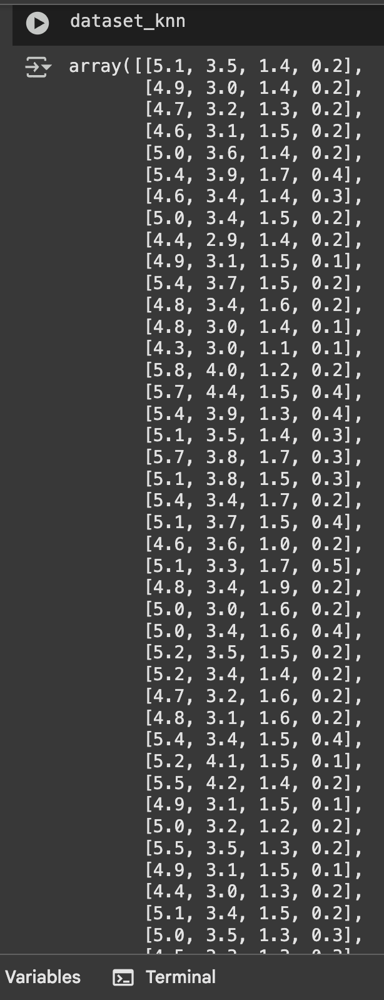 dataset_knn
array([[5.1, 3.5, 1.4, 0.2],
[4.9, 3.0, 1.4, 0.2],
[4.7, 3.2, 1.3, 0.2],
[4.6, 3.1, 1.5, 0.2],
[5.0, 3.6, 1.4, 0.2],
[5.4, 3.9, 1.7, 0.4],
[4.6, 3.4, 1.4, 0.3],
[5.0, 3.4, 1.5, 0.2],
[4.4, 2.9, 1.4, 0.2],
[4.9, 3.1, 1.5, 0.1],
[5.4, 3.7, 1.5, 0.2],
[4.8, 3.4, 1.6, 0.2],
[4.8, 3.0, 1.4, 0.1],
[4.3, 3.0, 1.1, 0.1],
[5.8, 4.0, 1.2, 0.2],
[5.7, 4.4, 1.5, 0.4],
[5.4, 3.9, 1.3, 0.4],
[5.1, 3.5, 1.4, 0.3],
[5.7, 3.8, 1.7, 0.3],
[5.1, 3.8, 1.5, 0.3],
[5.4, 3.4, 1.7, 0.2],
[5.1, 3.7, 1.5, 0.4],
[4.6, 3.6, 1.0, 0.2],
[5.1, 3.3, 1.7, 0.5],
[4.8, 3.4, 1.9, 0.2],
[5.0, 3.0, 1.6, 0.2],
[5.0, 3.4, 1.6, 0.4],
[5.2, 3.5, 1.5, 0.2],
[5.2, 3.4, 1.4, 0.2],
[4.7, 3.2, 1.6, 0.2],
[4.8, 3.1, 1.6, 0.2],
[5.4, 3.4, 1.5, 0.4],
[5.2, 4.1, 1.5, 0.1],
[5.5, 4.2, 1.4, 0.2],
[4.9, 3.1, 1.5, 0.1],
[5.0, 3.2, 1.2, 0.2],
[5.5, 3.5, 1.3, 0.2],
[4.9, 3.1, 1.5, 0.1],
[4.4, 3.0, 1.3, 0.2],
[5.1, 3.4, 1.5, 0.2],
[5.0, 3.5, 1.3, 0.3],
Variables Terminal